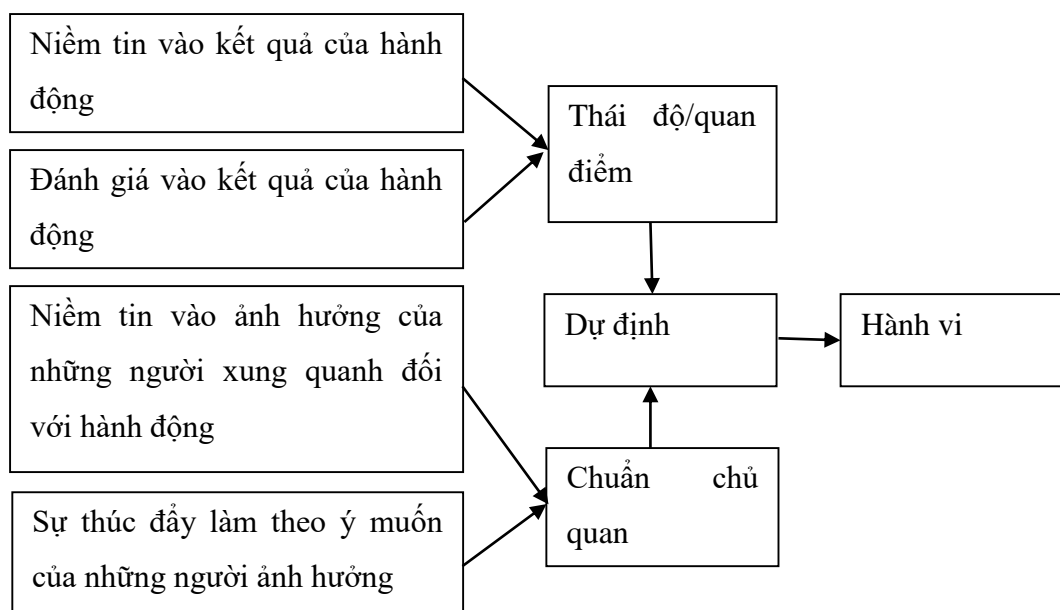 Niềm tin vào kết quả của hành
động
Đánh giá vào kết quả của hành
động
Thái độ/quan
điểm
Niềm tin vào ảnh hưởng của
những người xung quanh đối
với hành động
Dự định
Hành vi
Sự thúc đẩy làm theo ý muốn
của những người ảnh hưởng
Chuẩn chủ
quan